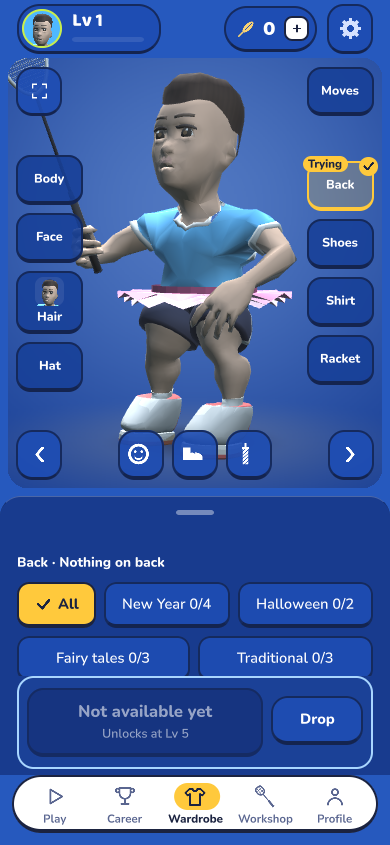 Lv 1
0
+
Moves
Body
Trying
Back
Face
Shoes
Hair
Shirt
Hat
Racket
Back · Nothing on back
All
New Year 0/4
Halloween 0/2
Fairy tales 0/3
Traditional 0/3
Not available yet
Unlocks at Lv 5
Drop
Play
Career
Wardrobe
Workshop
Profile